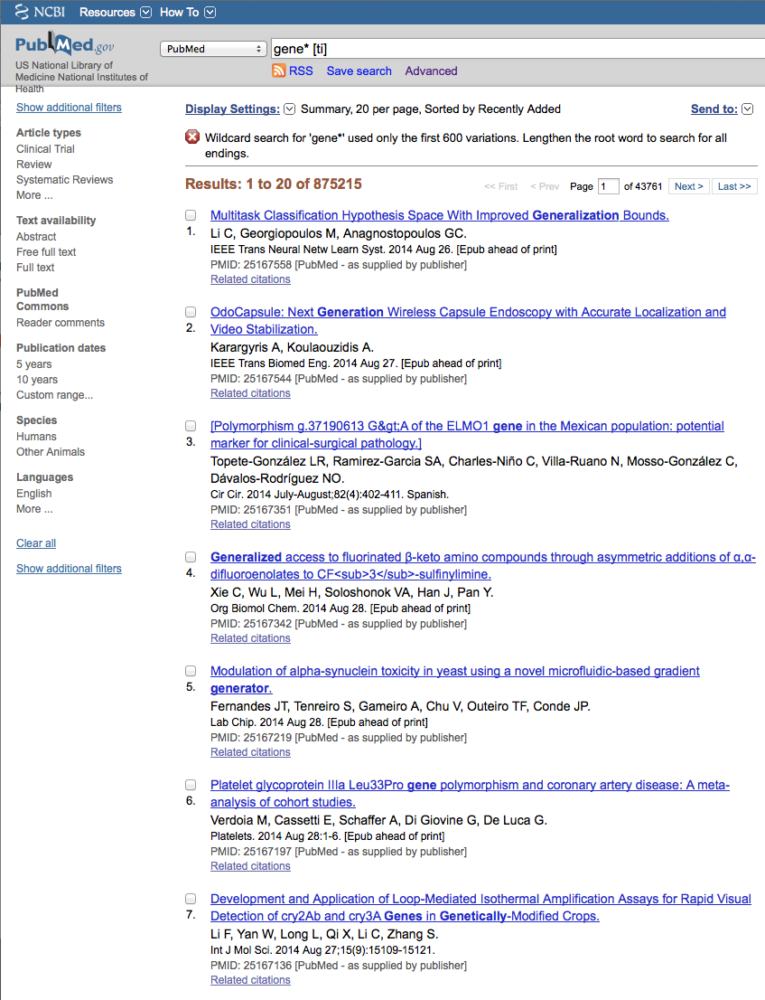 NCBI Resources How To
PubMed.gov
US National Library of
Medicine National Institutes of
Health
PubMed
gene* [ti]
RSS Save search Advanced
Show additional filters
Article types
Clinical Trial
Review
Systematic Reviews
More ...
Text availability
Abstract
Free full text
Full text
PubMed
Commons
Reader comments
Publication dates
5 years
10 years
Custom range...
Species
Humans
Other Animals
Languages
English
More ...
Clear all
Show additional filters
Display Settings: Summary, 20 per page, Sorted by Recently Added Send to:
Wildcard search for 'gene*' used only the first 600 variations. Lengthen the root word to search for all
endings.
Results: 1 to 20 of 875215
<< First < Prev Page 1 of 43761 Next > Last >>
Multitask Classification Hypothesis Space With Improved Generalization Bounds.
1. Li C, Georgiopoulos M, Anagnostopoulos GC.
IEEE Trans Neural Netw Learn Syst. 2014 Aug 26. [Epub ahead of print]
PMID: 25167558 [PubMed - as supplied by publisher]
Related citations
OdoCapsule: Next Generation Wireless Capsule Endoscopy with Accurate Localization and
2. Video Stabilization.
Karargyris A, Koulaouzidis A.
IEEE Trans Biomed Eng. 2014 Aug 27. [Epub ahead of print]
PMID: 25167544 [PubMed - as supplied by publisher]
Related citations
[Polymorphism g.37190613 G&gt;A of the ELMO1 gene in the Mexican population: potential
3. marker for clinical-surgical pathology.]
Topete-González LR, Ramirez-Garcia SA, Charles-Niño C, Villa-Ruano N, Mosso-González C,
Dávalos-Rodríguez NO.
Cir Cir. 2014 July-August;82(4):402-411. Spanish.
PMID: 25167351 [PubMed - as supplied by publisher]
Related citations
Generalized access to fluorinated β-keto amino compounds through asymmetric additions of α,α-
4. difluoroenolates to CF<sub>3</sub>-sulfinylimine.
Xie C, Wu L, Mei H, Soloshonok VA, Han J, Pan Y.
Org Biomol Chem. 2014 Aug 28. [Epub ahead of print]
PMID: 25167342 [PubMed - as supplied by publisher]
Related citations
Modulation of alpha-synuclein toxicity in yeast using a novel microfluidic-based gradient
5. generator.
Fernandes JT, Tenreiro S, Gameiro A, Chu V, Outeiro TF, Conde JP.
Lab Chip. 2014 Aug 28. [Epub ahead of print]
PMID: 25167219 [PubMed - as supplied by publisher]
Related citations
Platelet glycoprotein IIIa Leu33Pro gene polymorphism and coronary artery disease: A meta-
6. analysis of cohort studies.
Verdoia M, Cassetti E, Schaffer A, Di Giovine G, De Luca G.
Platelets. 2014 Aug 28:1-6. [Epub ahead of print]
PMID: 25167197 [PubMed - as supplied by publisher]
Related citations
Development and Application of Loop-Mediated Isothermal Amplification Assays for Rapid Visual
7. Detection of cry2Ab and cry3A Genes in Genetically-Modified Crops.
Li F, Yan W, Long L, Qi X, Li C, Zhang S.
Int J Mol Sci. 2014 Aug 27;15(9):15109-15121.
PMID: 25167136 [PubMed - as supplied by publisher]
Related citations